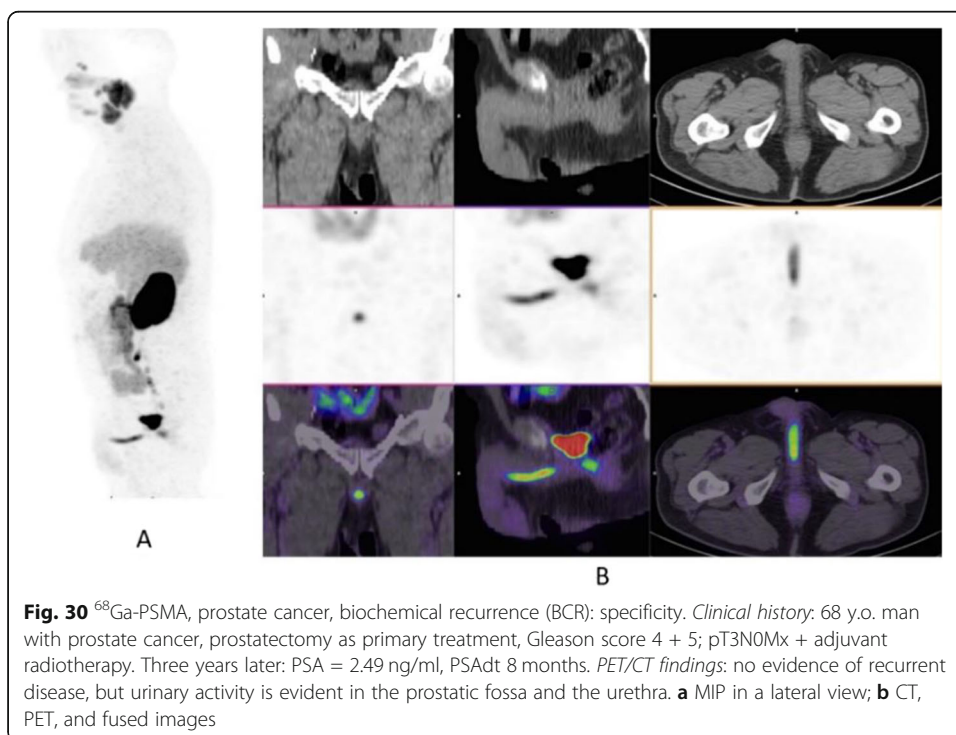 A
B
Fig. 30 ⁶⁸Ga-PSMA, prostate cancer, biochemical recurrence (BCR): specificity. Clinical history: 68 y.o. man
with prostate cancer, prostatectomy as primary treatment, Gleason score 4 + 5; pT3N0Mx + adjuvant
radiotherapy. Three years later: PSA = 2.49 ng/ml, PSAdt 8 months. PET/CT findings: no evidence of recurrent
disease, but urinary activity is evident in the prostatic fossa and the urethra. a MIP in a lateral view; b CT,
PET, and fused images